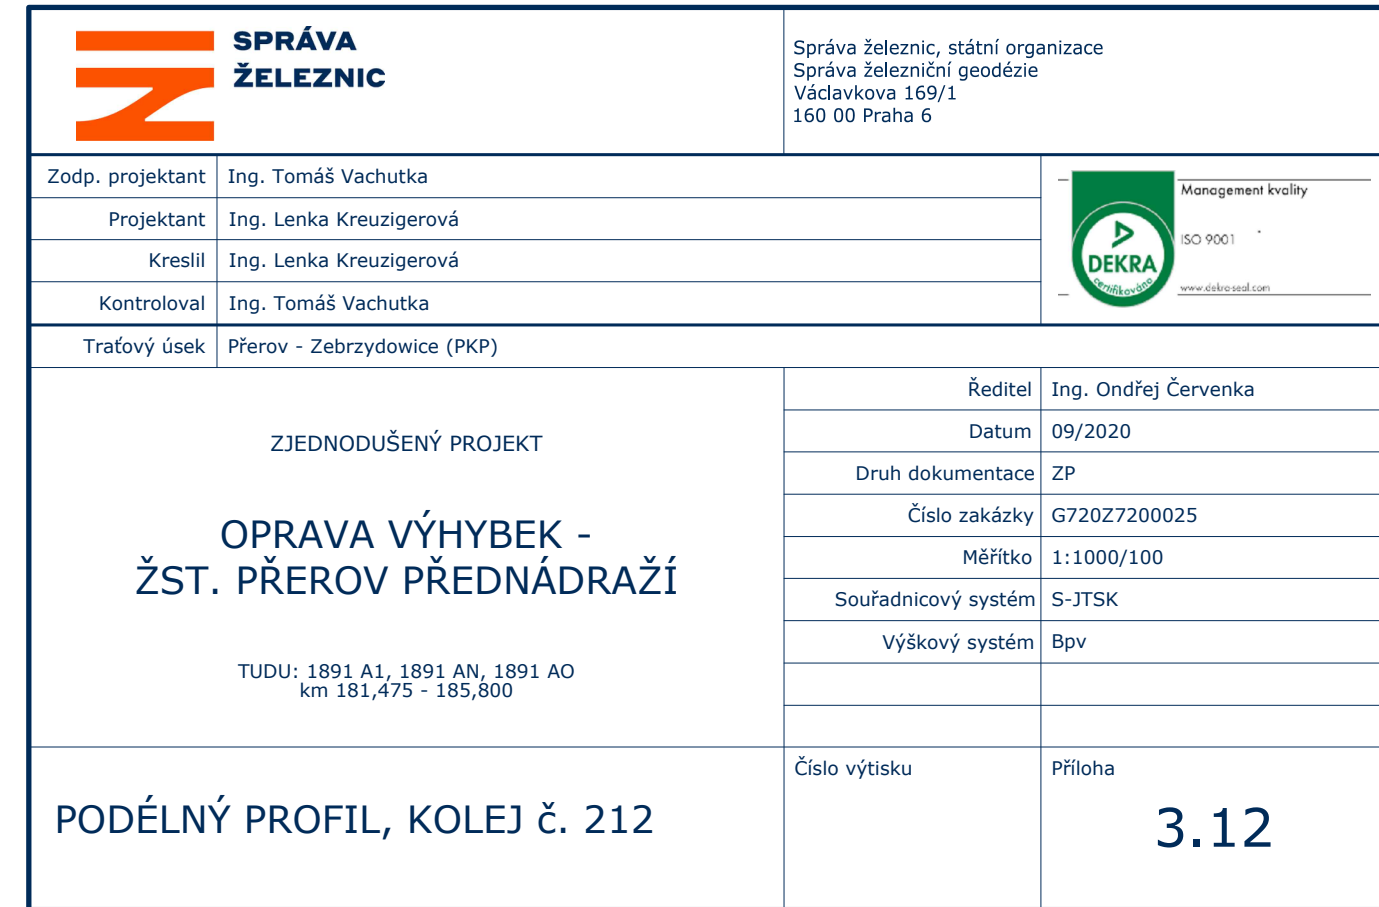 SPRÁVA
ŽELEZNIC
Správa železnic, státní organizace
Správa železniční geodézie
Václavkova 169/1
160 00 Praha 6
Zodp. projektant Ing. Tomáš Vachutka
Projektant Ing. Lenka Kreuzigerová
Kreslil Ing. Lenka Kreuzigerová
Kontroloval Ing. Tomáš Vachutka
Management kvality
ISO 9001
DEKRA
certifikováno
www.dekra-seal.com
Traťový úsek Přerov - Zebrzydowice (PKP)
ZJEDNODUŠENÝ PROJEKT
OPRAVA VÝHYBEK -
ŽST. PŘEROV PŘEDNÁDRAŽÍ
TUDU: 1891 A1, 1891 AN, 1891 AO
km 181,475 - 185,800
Ředitel Ing. Ondřej Červenka
Datum 09/2020
Druh dokumentace ZP
Číslo zakázky G720Z7200025
Měřítko 1:1000/100
Souřadnicový systém S-JTSK
Výškový systém Bpv
PODÉLNÝ PROFIL, KOLEJ č. 212
Číslo výtisku
Příloha
3.12